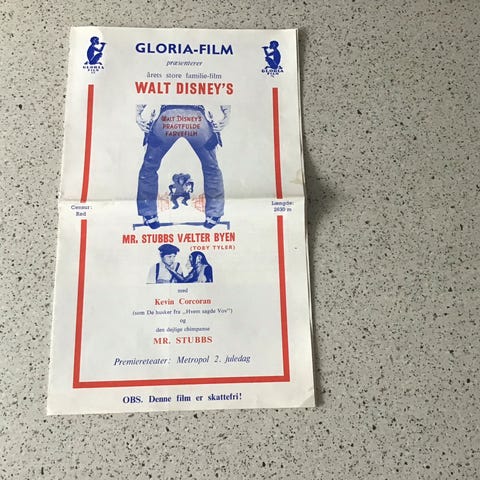 GLORIA-FILM
præsenterer
årets store familie-film
WALT DISNEY'S
GLORIA
FILM
GLORIA
FILM
WALT DISNEY'S
PRAGTFULDE
FARVEFILM
Censur:
Rød
Længde:
2630 m
MR. STUBBS VÆLTER BYEN
(TOBY TYLER)
med
Kevin Corcoran
(som De husker fra „Hvem sagde Vov")
og
den dejlige chimpanse
MR. STUBBS
Premiereteater: Metropol 2. juledag
OBS. Denne film er skattefri!